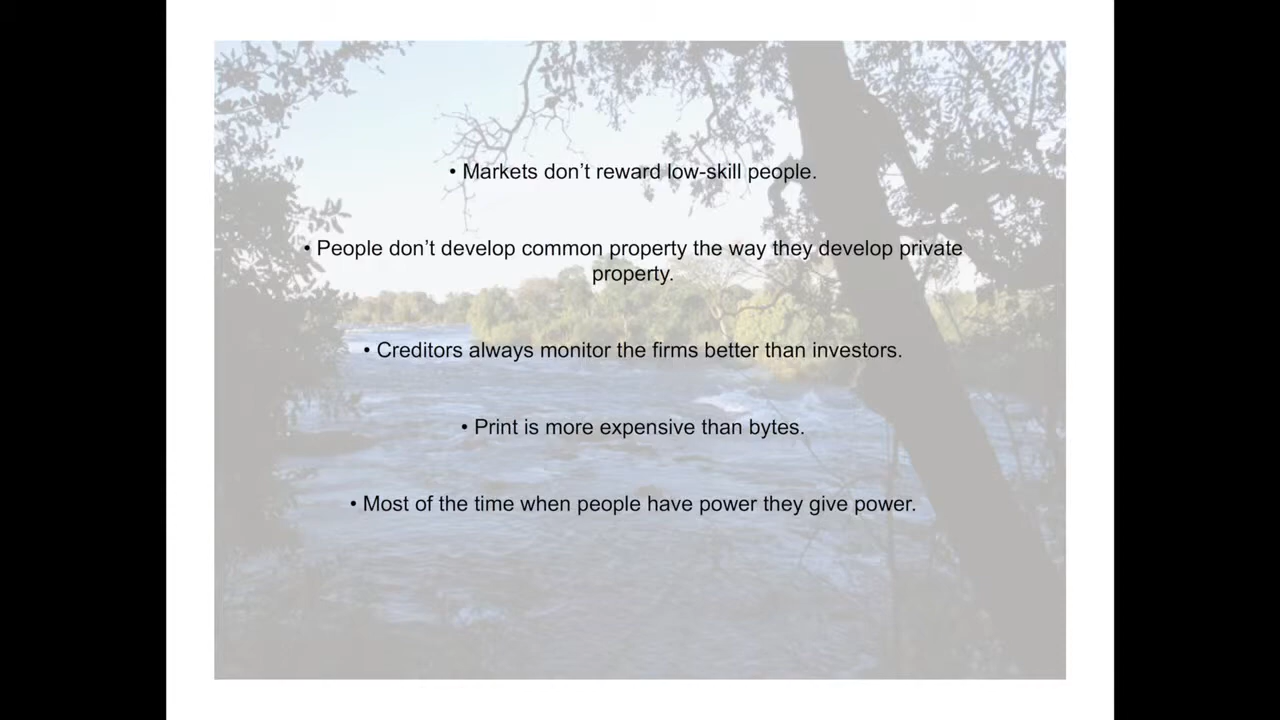 • Markets don’t reward low-skill people.
• People don’t develop common property the way they develop private
property.
• Creditors always monitor the firms better than investors.
• Print is more expensive than bytes.
• Most of the time when people have power they give power.